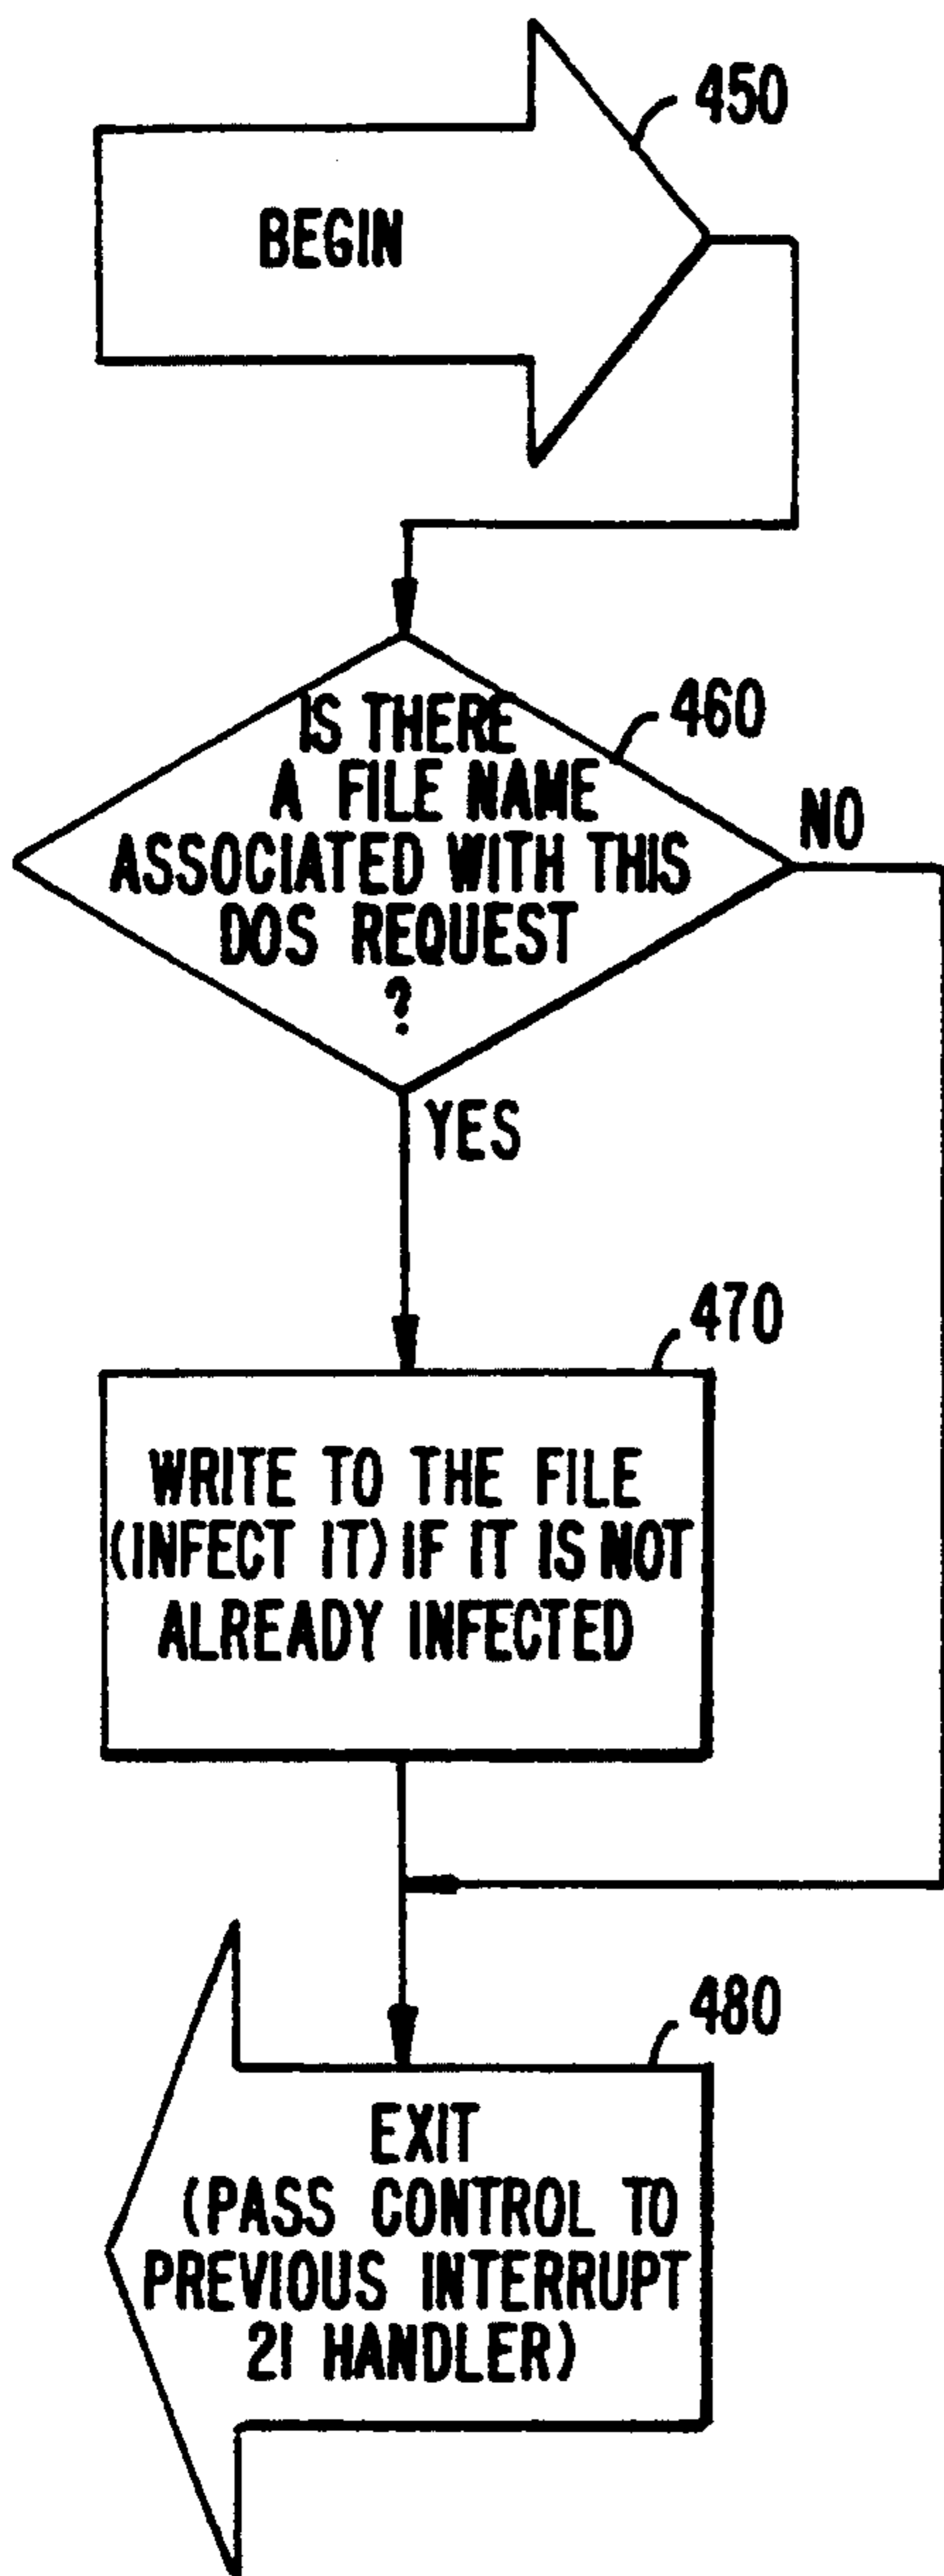 450
BEGIN
460
IS THERE
A FILE NAME
ASSOCIATED WITH THIS
DOS REQUEST
?
NO
YES
470
WRITE TO THE FILE
(INFECT IT) IF IT IS NOT
ALREADY INFECTED
480
EXIT
(PASS CONTROL TO
PREVIOUS INTERRUPT
21 HANDLER)